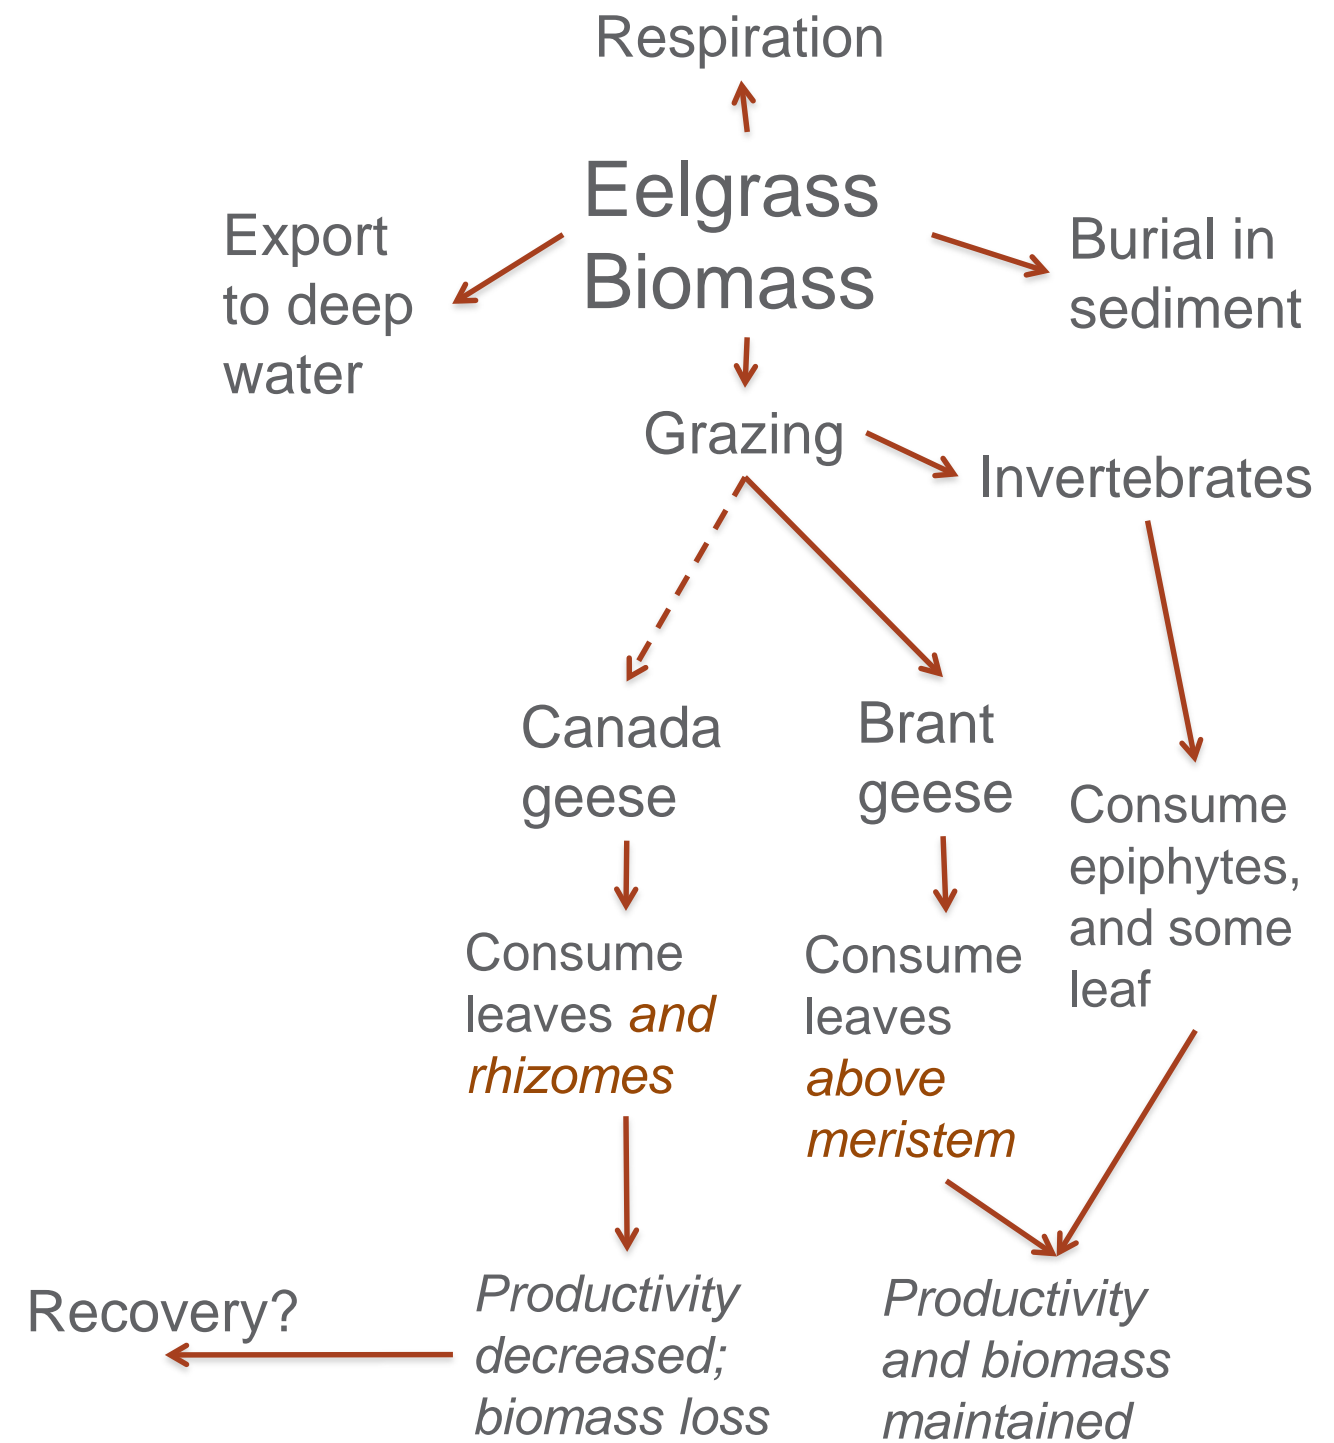 Respiration
Eelgrass
Biomass
Export
to deep
water
Burial in
sediment
Grazing
Invertebrates
Canada
geese
Brant
geese
Consume
epiphytes,
and some
leaf
Consume
leaves and
rhizomes
Consume
leaves
above
meristem
Recovery?
Productivity
decreased;
biomass loss
Productivity
and biomass
maintained